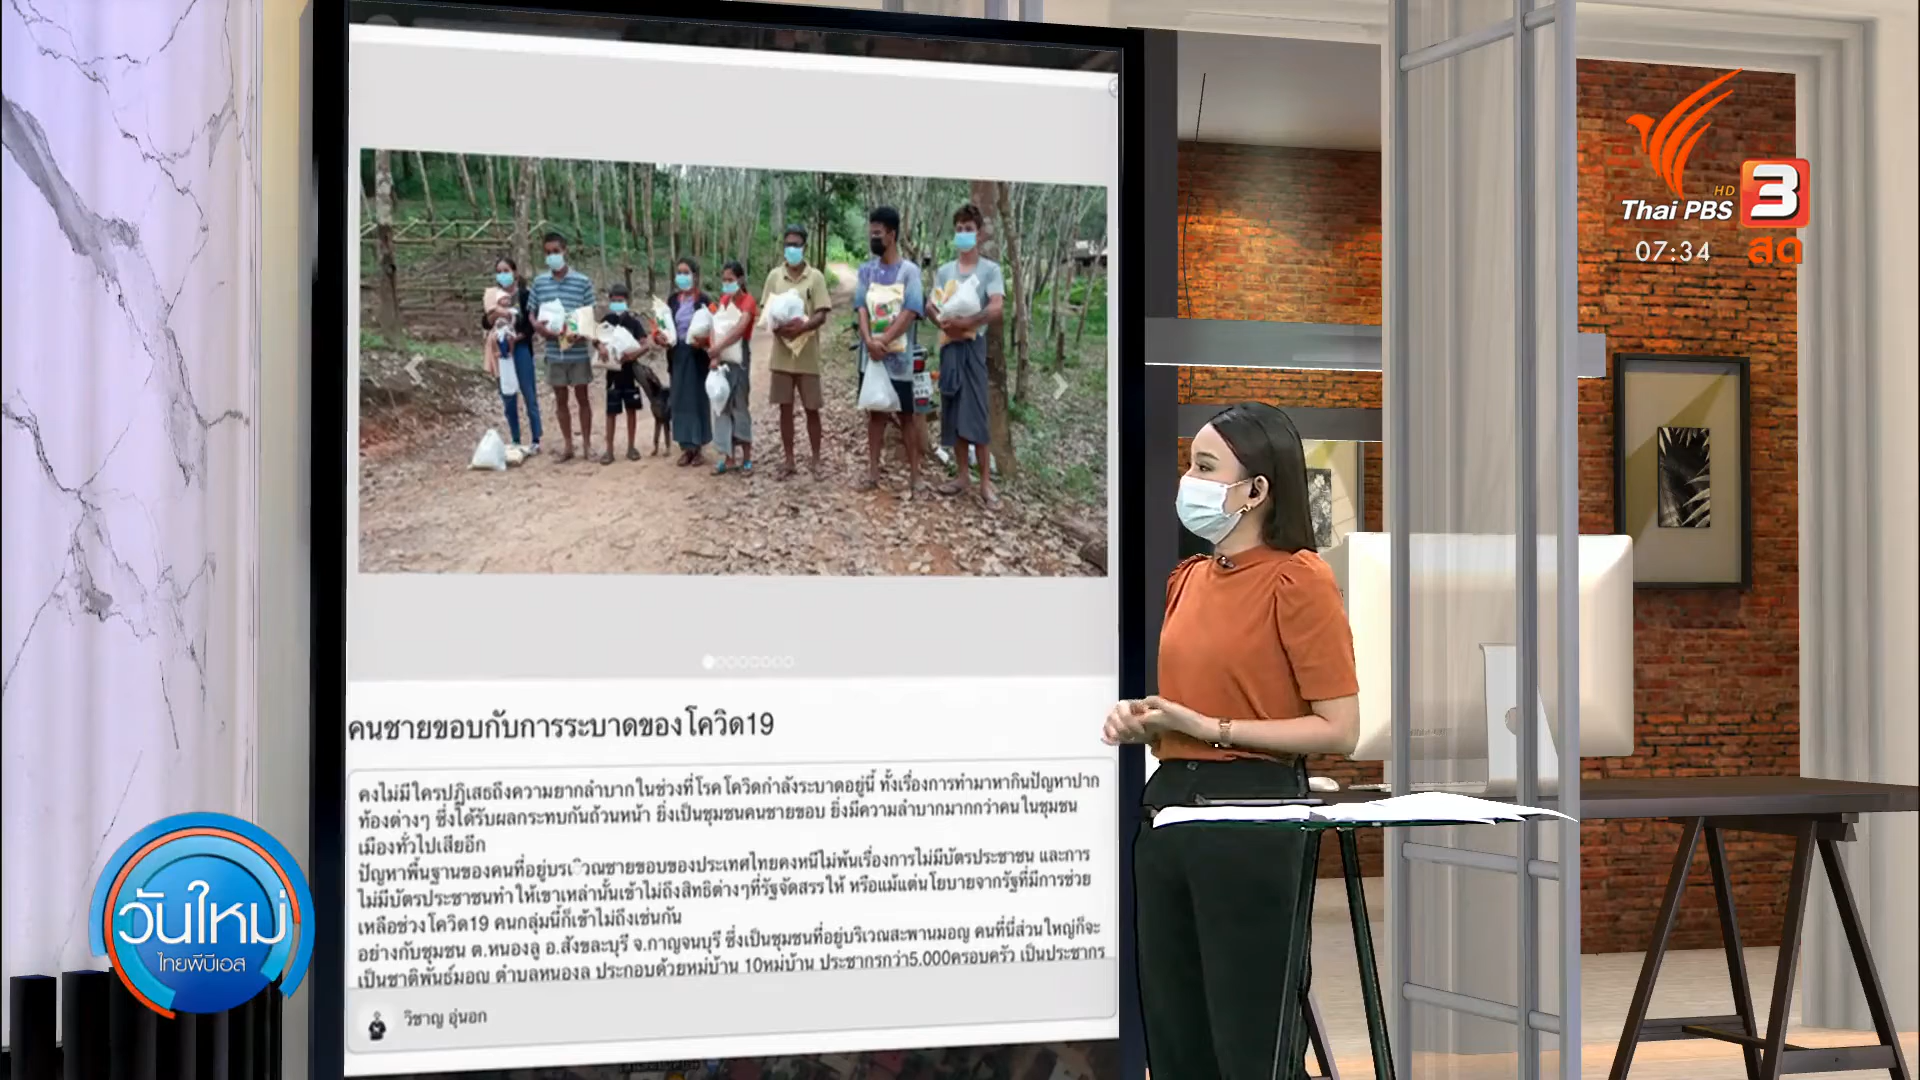 HD
Thai PBS 3
07:34 สด
คนชายขอบกับการระบาดของโควิด19
คงไม่มีใครปฏิเสธถึงความยากลำบากในช่วงที่โรคโควิดกำลังระบาดอยู่นี้ ทั้งเรื่องการทำมาหากินปัญหาปาก
ท้องต่างๆ ซึ่งได้รับผลกระทบกันถ้วนหน้า ยิ่งเป็นชุมชนคนชายขอบ ยิ่งมีความลำบากมากกว่าคนในชุมชน
เมืองทั่วไปเสียอีก
ปัญหาพื้นฐานของคนที่อยู่บรเิวณชายขอบของประเทศไทยคงหนีไม่พ้นเรื่องการไม่มีบัตรประชาชน และการ
ไม่มีบัตรประชาชนทำให้เขาเหล่านั้นเข้าไม่ถึงสิทธิต่างๆที่รัฐจัดสรรให้ หรือแม้แต่นโยบายจากรัฐที่มีการช่วย
เหลือช่วงโควิด19 คนกลุ่มนี้ก็เข้าไม่ถึงเช่นกัน
อย่างกับชุมชน ต.หนองลู อ.สังขละบุรี จ.กาญจนบุรี ซึ่งเป็นชุมชนที่อยู่บริเวณสะพานมอญ คนที่นี่ส่วนใหญ่ก็จะ
เป็นชาติพันธุ์มอญ ตำบลหนองลู ประกอบด้วยหมู่บ้าน 10หมู่บ้าน ประชากรกว่า5,000ครอบครัว เป็นประชากร
วิชาญ อุ่นอก
วันใหม่
ไทยพีบีเอส